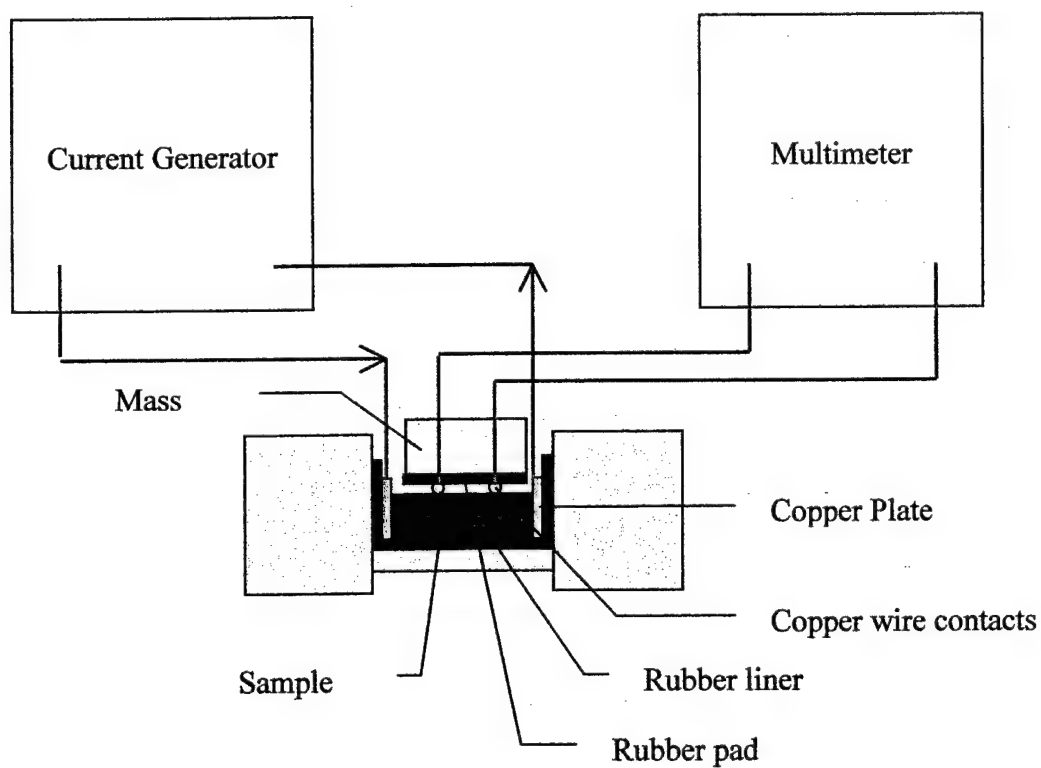 Current Generator
Multimeter
Mass
Copper Plate
Copper wire contacts
Sample
Rubber liner
Rubber pad